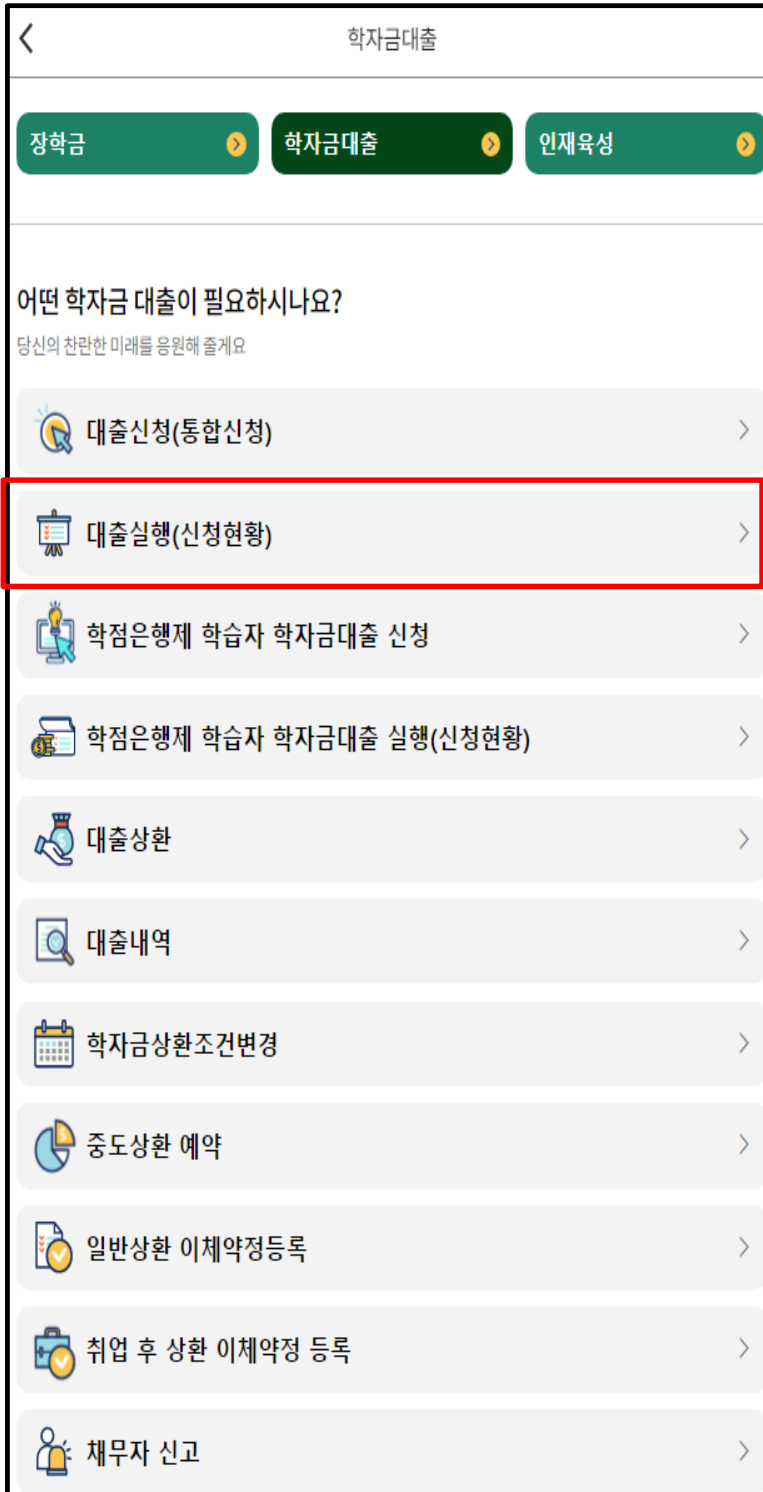 학자금대출
장학금
학자금대출
인재육성
어떤 학자금 대출이 필요하시나요?
당신의 찬란한 미래를 응원해 줄게요
대출신청(통합신청)
대출실행(신청현황)
학점은행제 학습자 학자금대출 신청
학점은행제 학습자 학자금대출 실행(신청현황)
대출상환
대출내역
학자금상환조건변경
중도상환 예약
일반상환 이체약정등록
취업 후 상환 이체약정 등록
채무자 신고